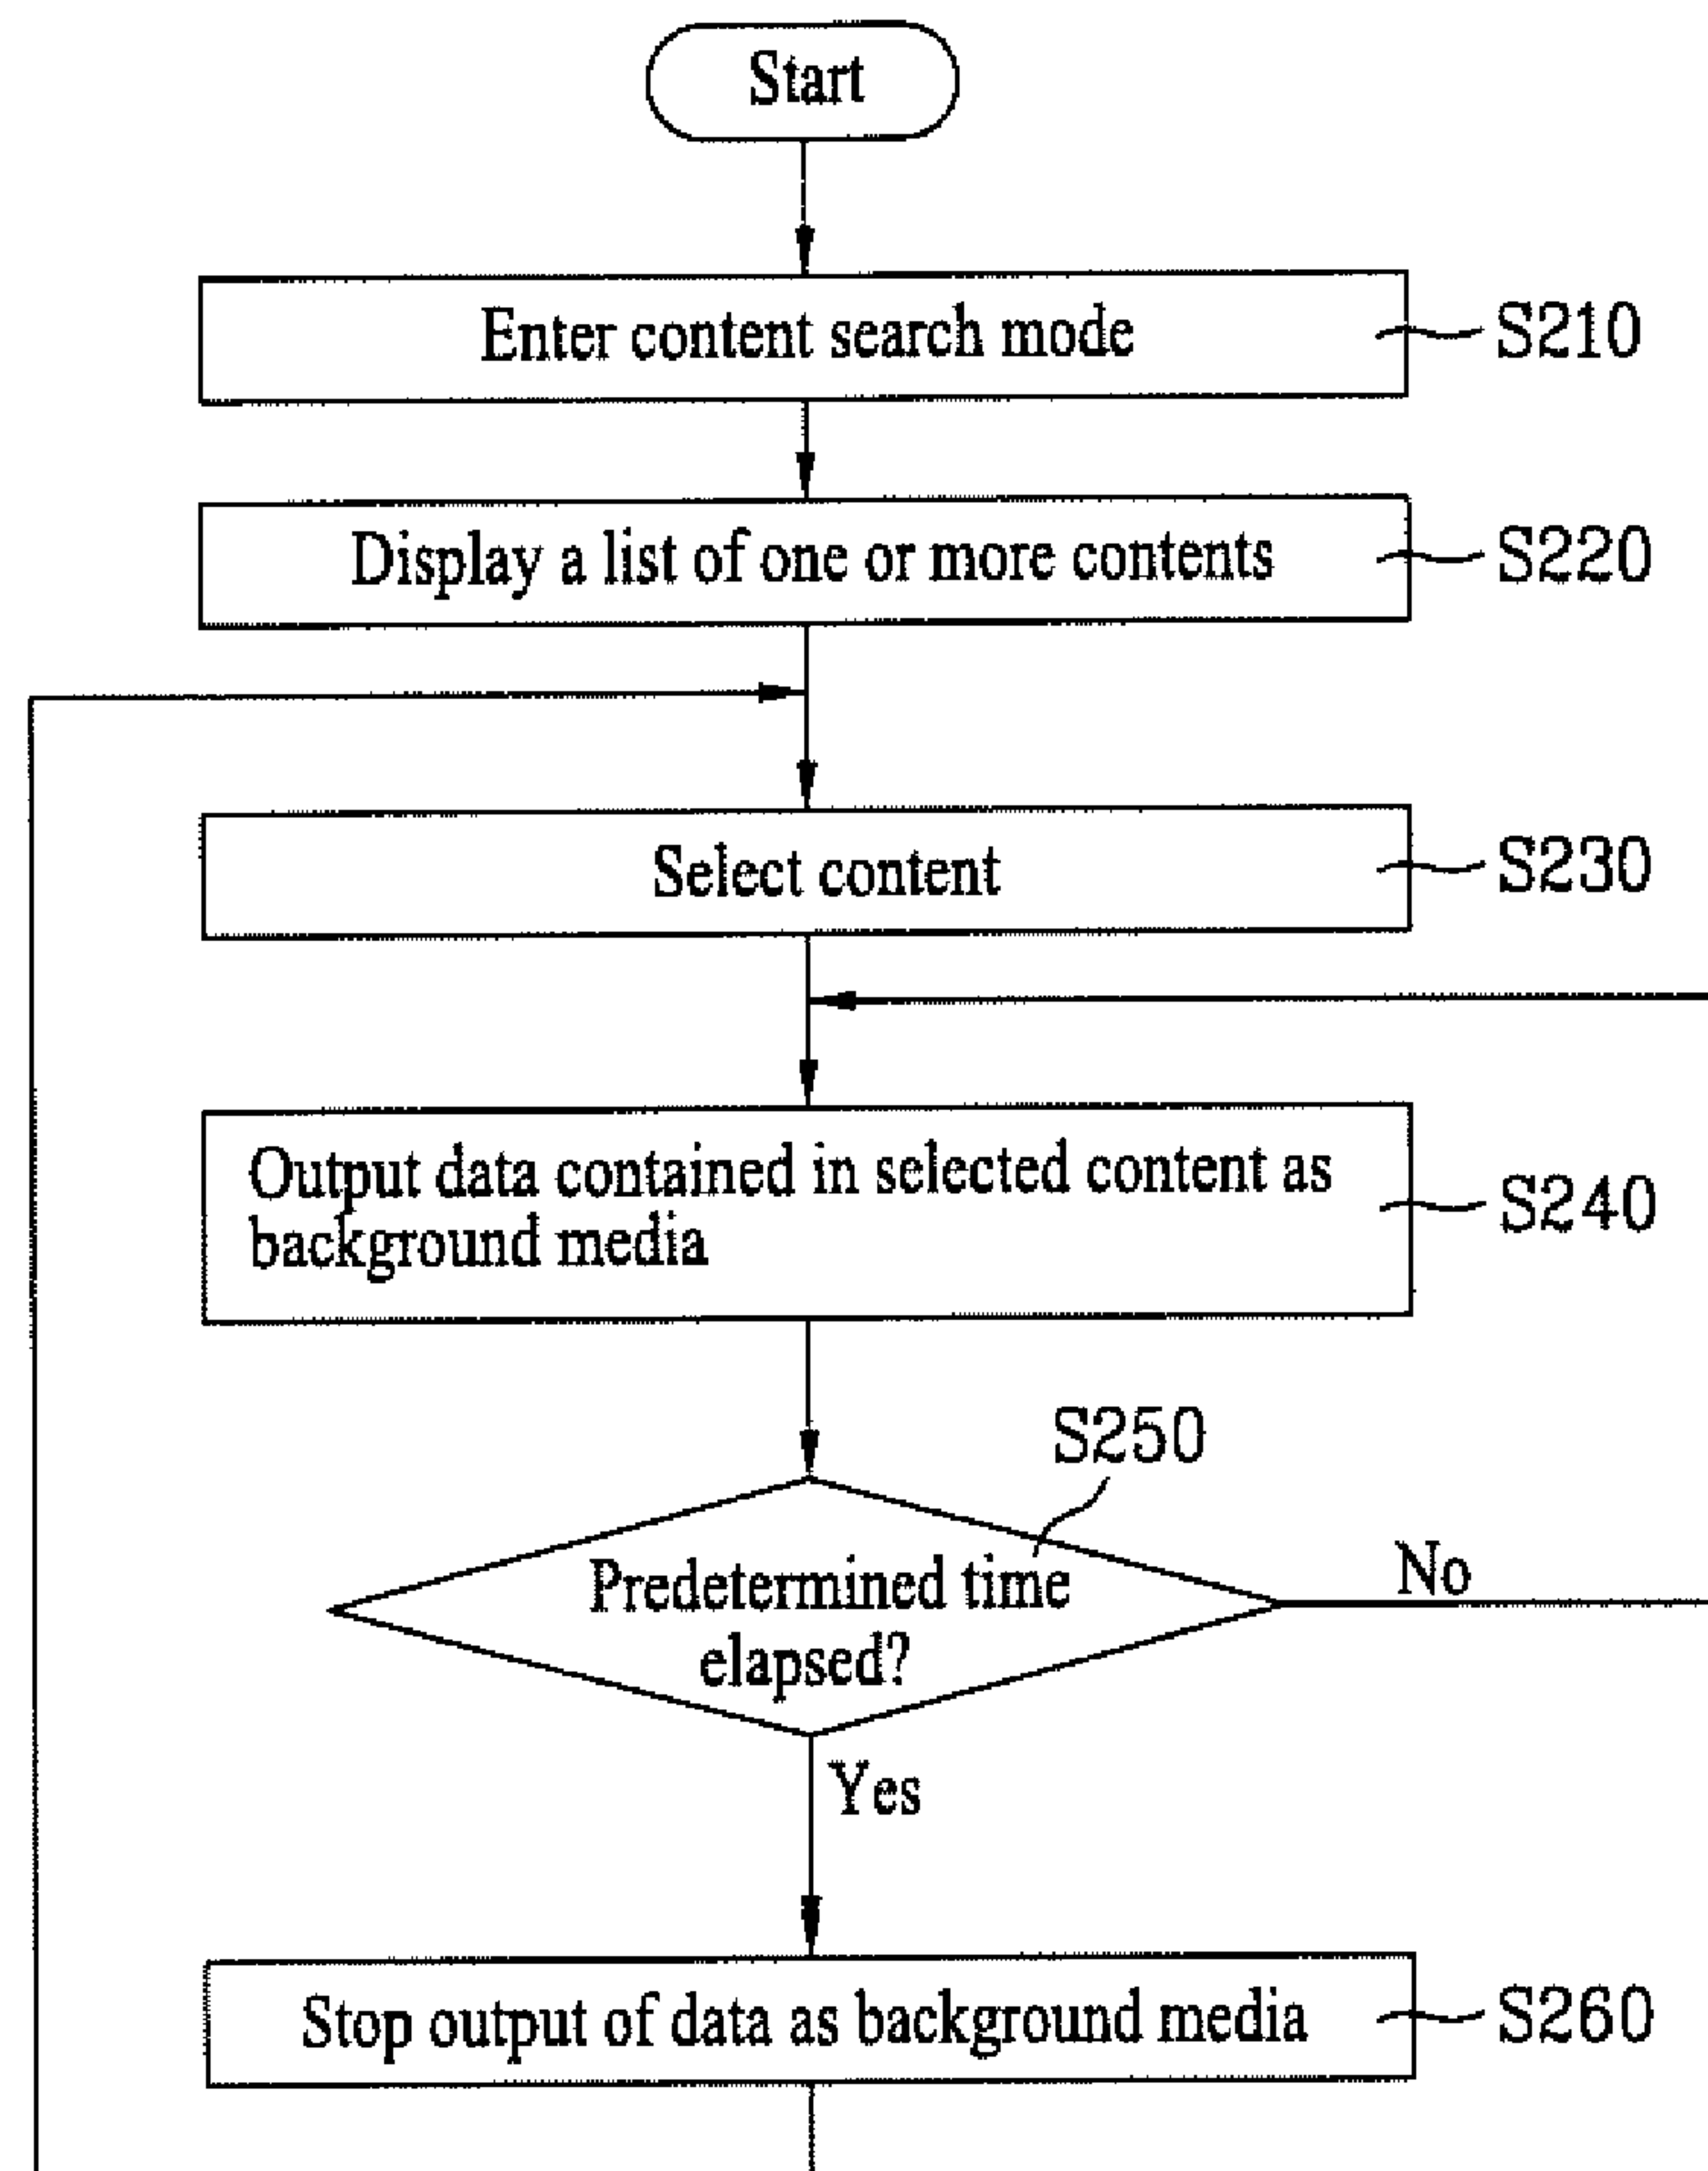 Start
Enter content search mode
S210
Display a list of one or more contents
S220
Select content
S230
Output data contained in selected content as
background media
S240
S250
Predetermined time
elapsed?
No
Yes
Stop output of data as background media
S260